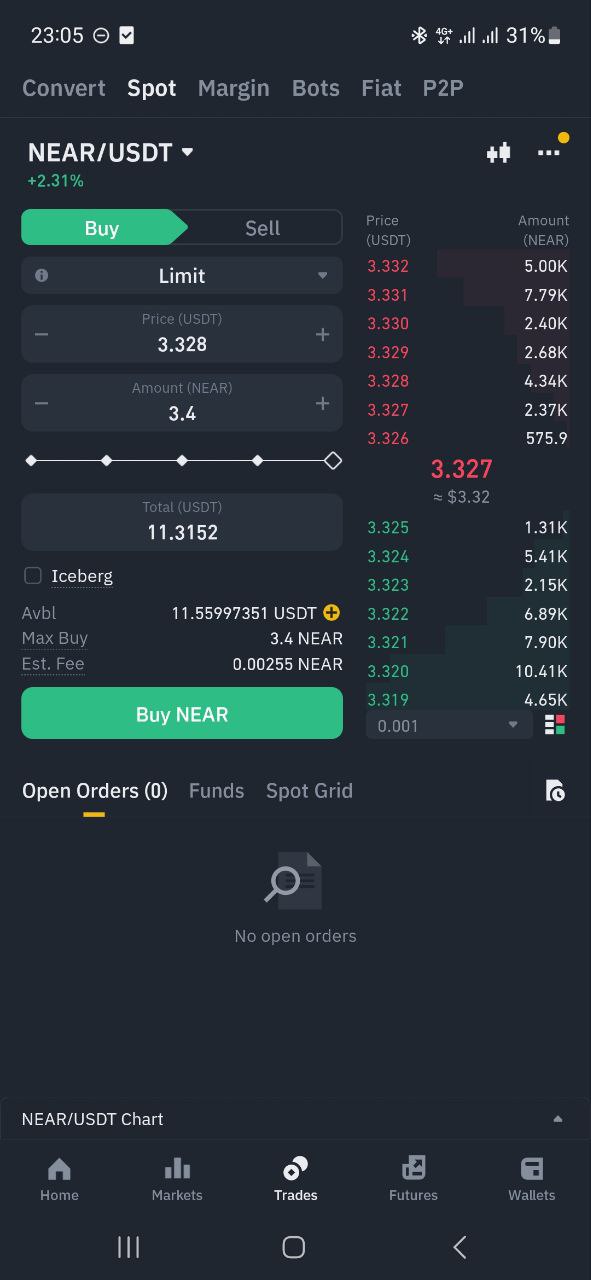 23:05 4G+ 31%
Convert Spot Margin Bots Fiat P2P
NEAR/USDT
+2.31%
Buy Sell
Limit
Price (USDT)
3.328
Amount (NEAR)
3.4
Total (USDT)
11.3152
Iceberg
Avbl 11.55997351 USDT
Max Buy 3.4 NEAR
Est. Fee 0.00255 NEAR
Buy NEAR
Price Amount
(USDT) (NEAR)
3.332 5.00K
3.331 7.79K
3.330 2.40K
3.329 2.68K
3.328 4.34K
3.327 2.37K
3.326 575.9
3.327
≈ $3.32
3.325 1.31K
3.324 5.41K
3.323 2.15K
3.322 6.89K
3.321 7.90K
3.320 10.41K
3.319 4.65K
0.001
Open Orders (0) Funds Spot Grid
No open orders
NEAR/USDT Chart
Home Markets Trades Futures Wallets